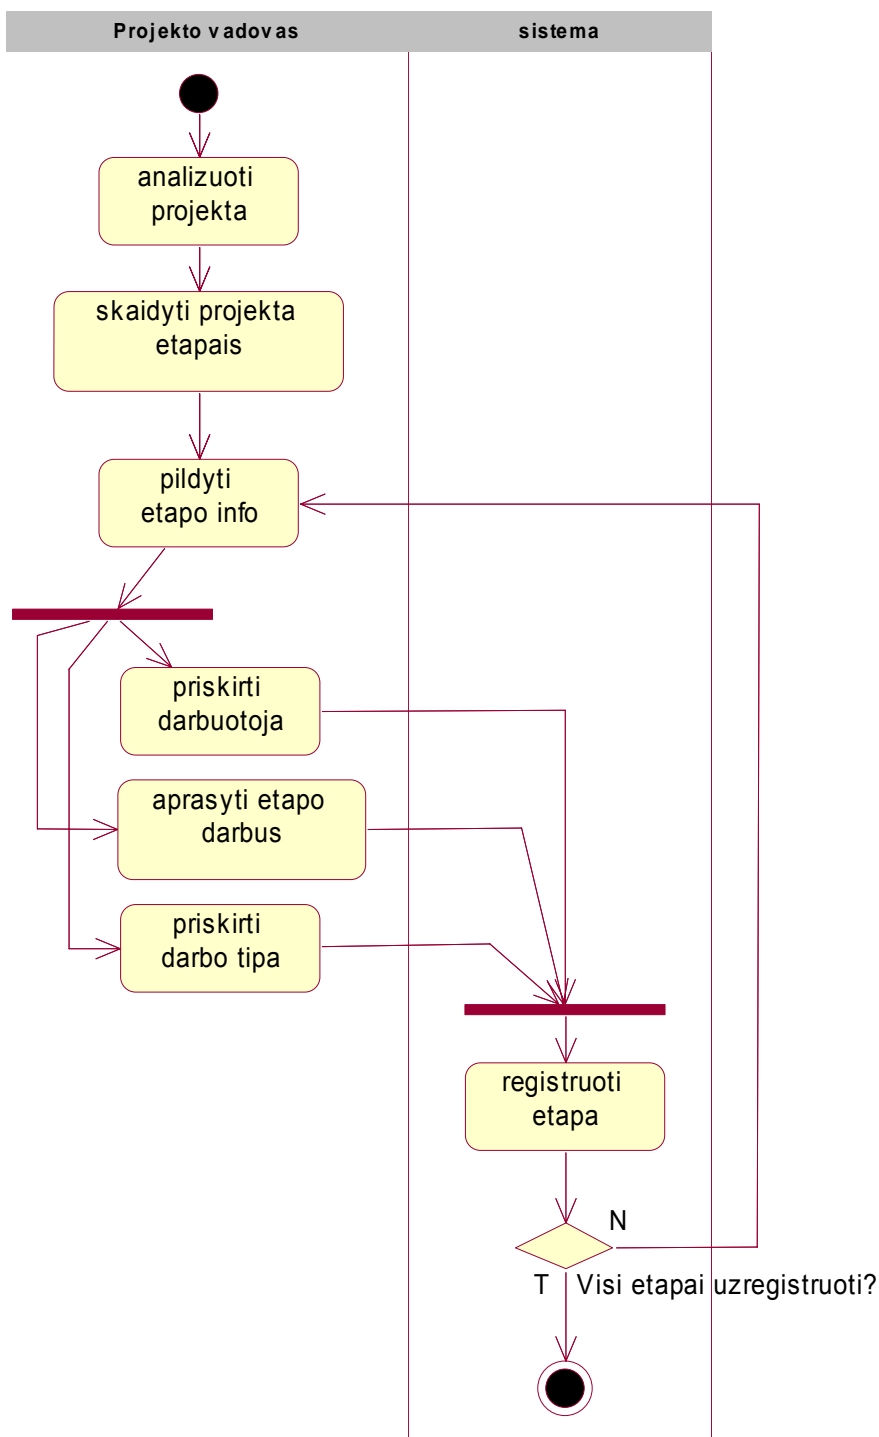 Projekto vadovas
sistema
analizuoti
projekta
skaidyti projekta
etapais
pildyti
etapo info
priskirti
darbuotoja
aprasyti etapo
darbus
priskirti
darbo tipa
registruoti
etapa
N
T
Visi etapai uzregistruoti?